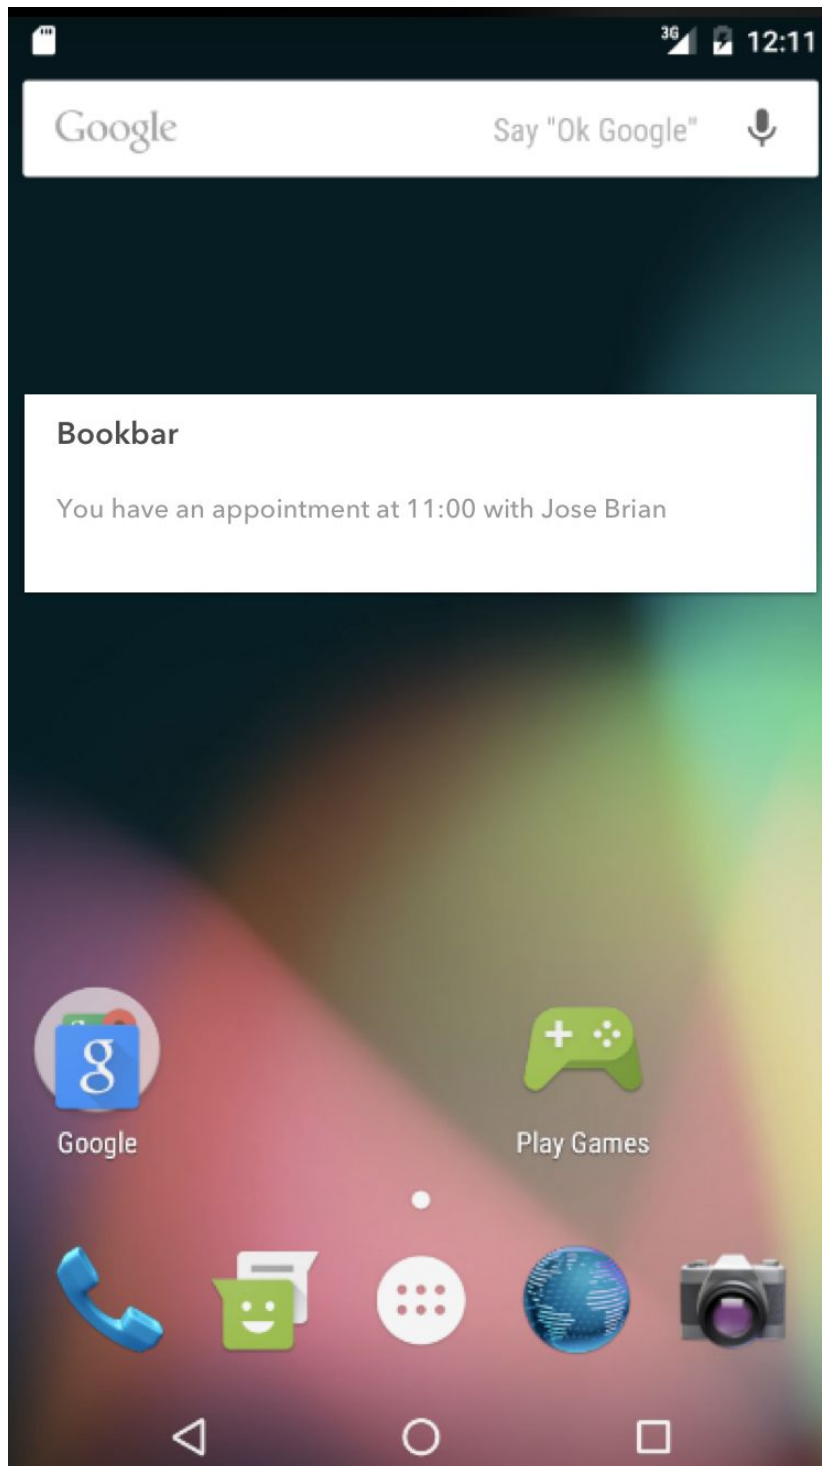 3G 12:11
Google Say "Ok Google"
Bookbar
You have an appointment at 11:00 with Jose Brian
g
Google Play Games